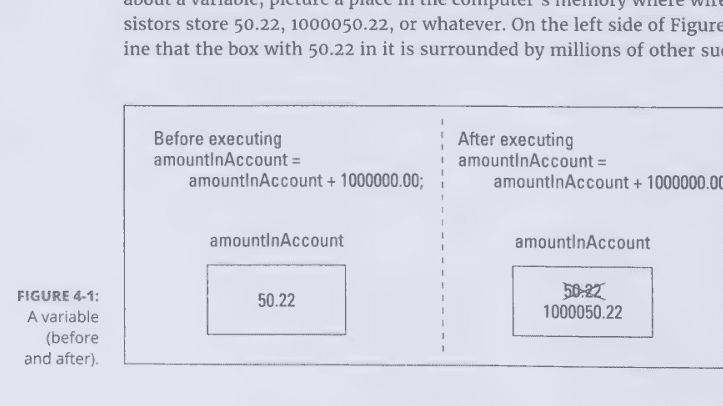 about a variable, picture a place in the computer's memory where
sistors store 50.22, 1000050.22, or whatever. On the left side of Figure
ine that the box with 50.22 in it is surrounded by millions of other
Before executing
amountInAccount =
amountInAccount + 1000000.00;
After executing
amountInAccount =
amountInAccount + 1000000.00
amountInAccount
50.22
amountInAccount
50.22
1000050.22
FIGURE 4-1:
A variable
(before
and after).